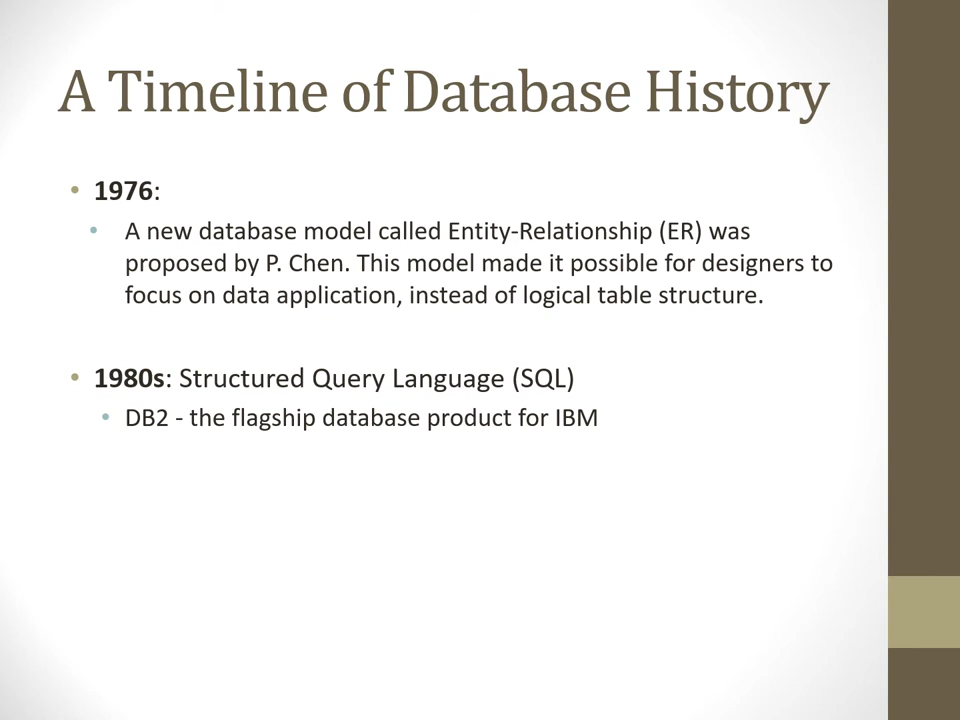 A Timeline of Database History
• 1976:
• A new database model called Entity-Relationship (ER) was
proposed by P. Chen. This model made it possible for designers to
focus on data application, instead of logical table structure.
• 1980s: Structured Query Language (SQL)
• DB2 - the flagship database product for IBM